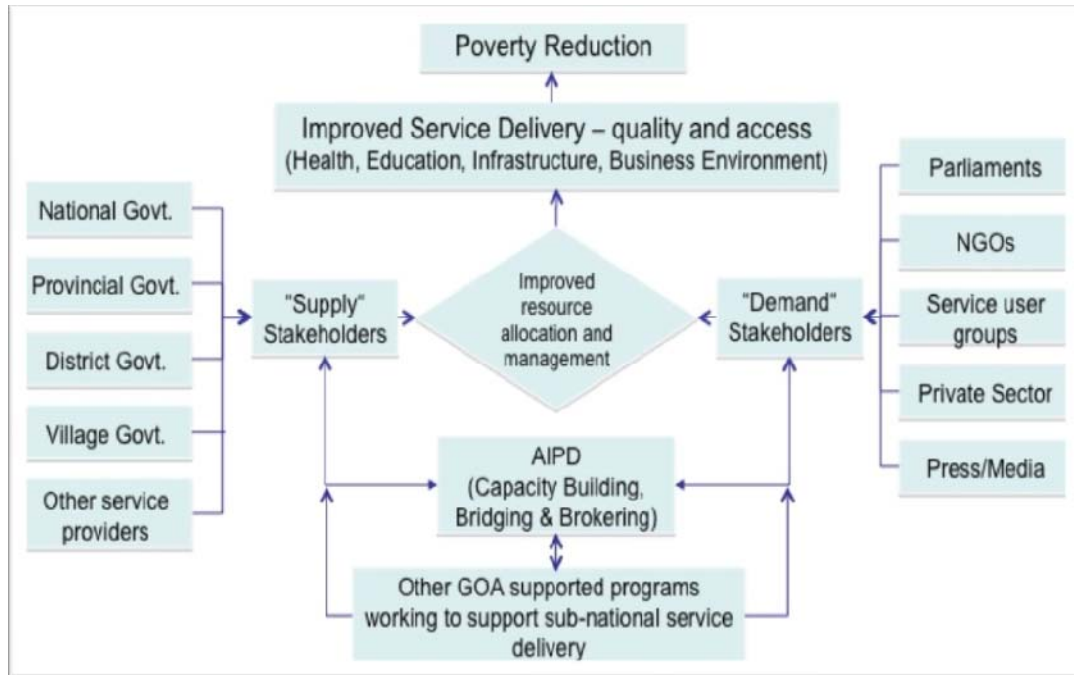 Poverty Reduction
Improved Service Delivery – quality and access
(Health, Education, Infrastructure, Business Environment)
National Govt.
Provincial Govt.
District Govt.
Village Govt.
Other service
providers
"Supply"
Stakeholders
Improved
resource
allocation and
management
"Demand"
Stakeholders
Parliaments
NGOs
Service user
groups
Private Sector
Press/Media
AIPD
(Capacity Building,
Bridging & Brokering)
Other GOA supported programs
working to support sub-national service
delivery